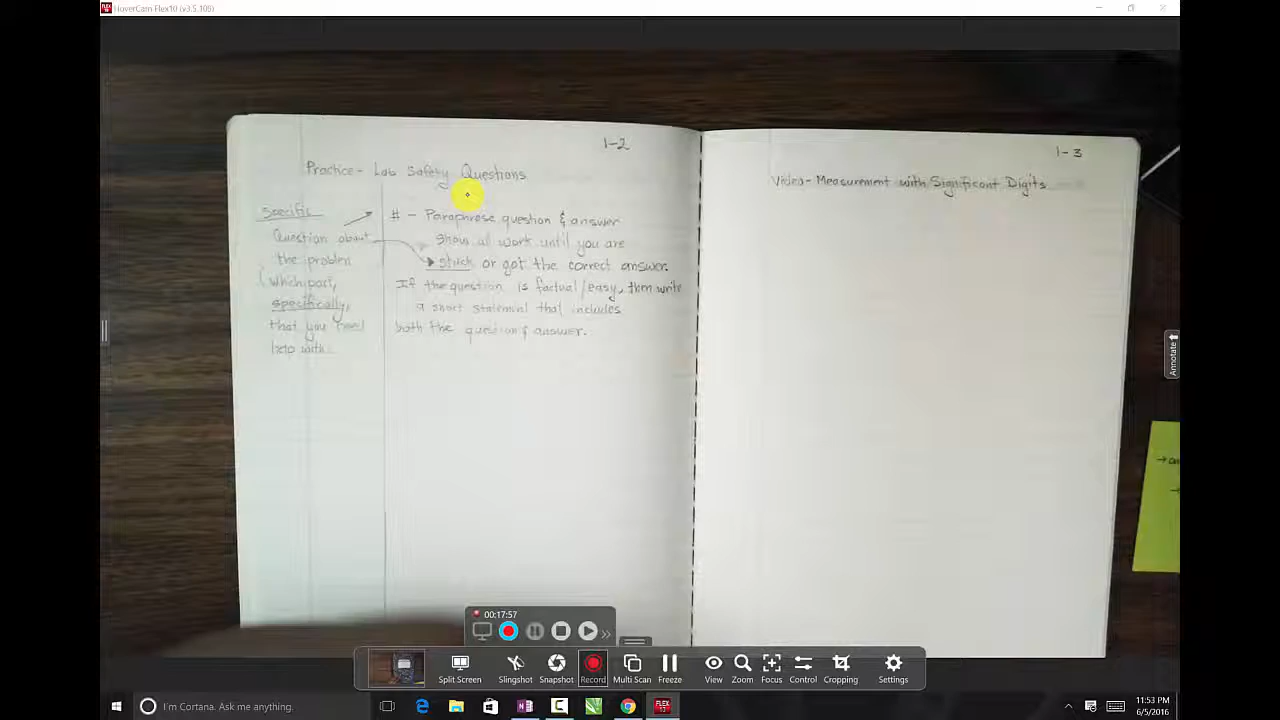 HoverCam Flex10 (v3.5.109)
1-2
Practice - Lab Safety Questions
Specific
Question about
the problem
(which part,
specifically,
that you need
help with
# - Paraphrase question & answer
Show all work until you are
stuck or got the correct answer.
If the question is factual/easy, then write
a short statement that includes
both the question & answer.
1-3
Video - Measurement with Significant Digits
Annotate
00:17:57
Split Screen
Slingshot
Snapshot
Record
Multi Scan
Freeze
View
Zoom
Focus
Control
Cropping
Settings
I'm Cortana. Ask me anything.
11:53 PM
6/5/2016